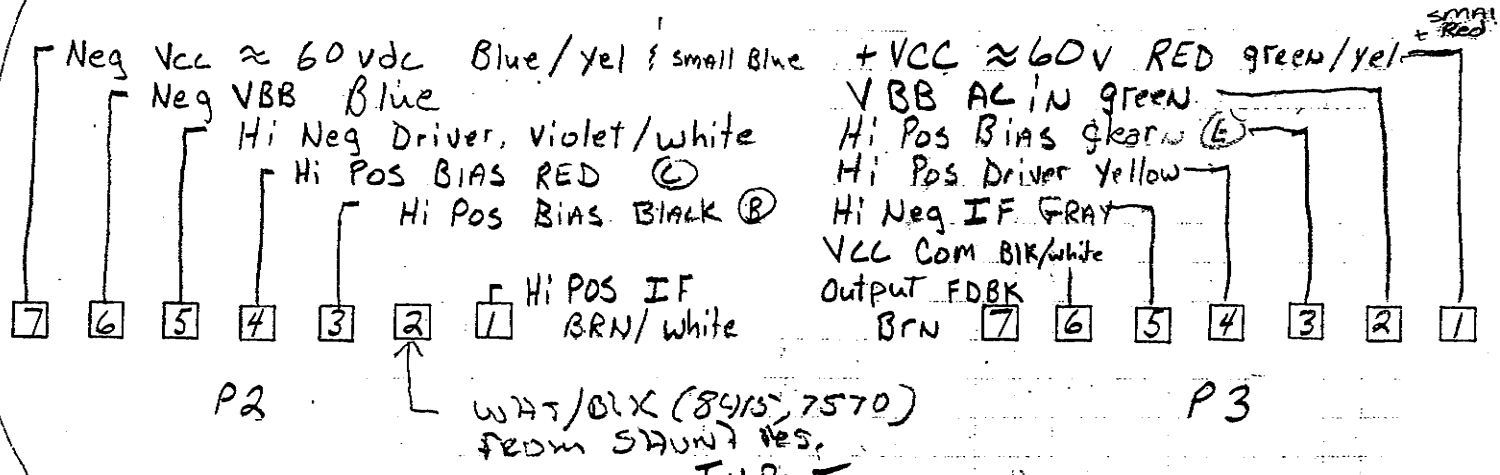 small
+ Red
Neg Vcc ≈ 60 vdc Blue/yel & small Blue
+ VCC ≈ 60v RED green/yel
Neg VBB Blue
VBB AC iN green
Hi Neg Driver, Violet/white
Hi Pos Bias (E)
Hi POS BIAS RED (C)
Hi Pos Driver Yellow
Hi Pos Bias Black (B)
Hi Neg IF GRAY
VCC Com Blk/white
Hi POS IF
BRN/white
Output FDBK
Brn
7 6 5 4 3 2 1
7 6 5 4 3 2 1
P2
P3
WHT/BLK (8415, 7570)
FROM SHUNT RES.